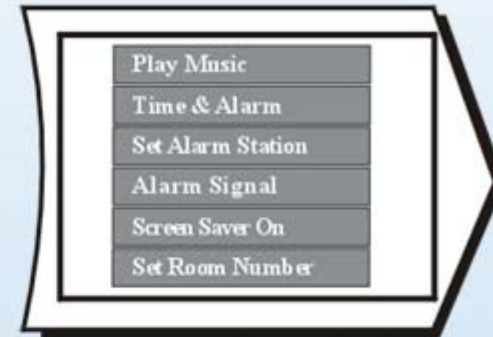 Play Music
Time & Alarm
Set Alarm Station
Alarm Signal
Screen Saver On
Set Room Number